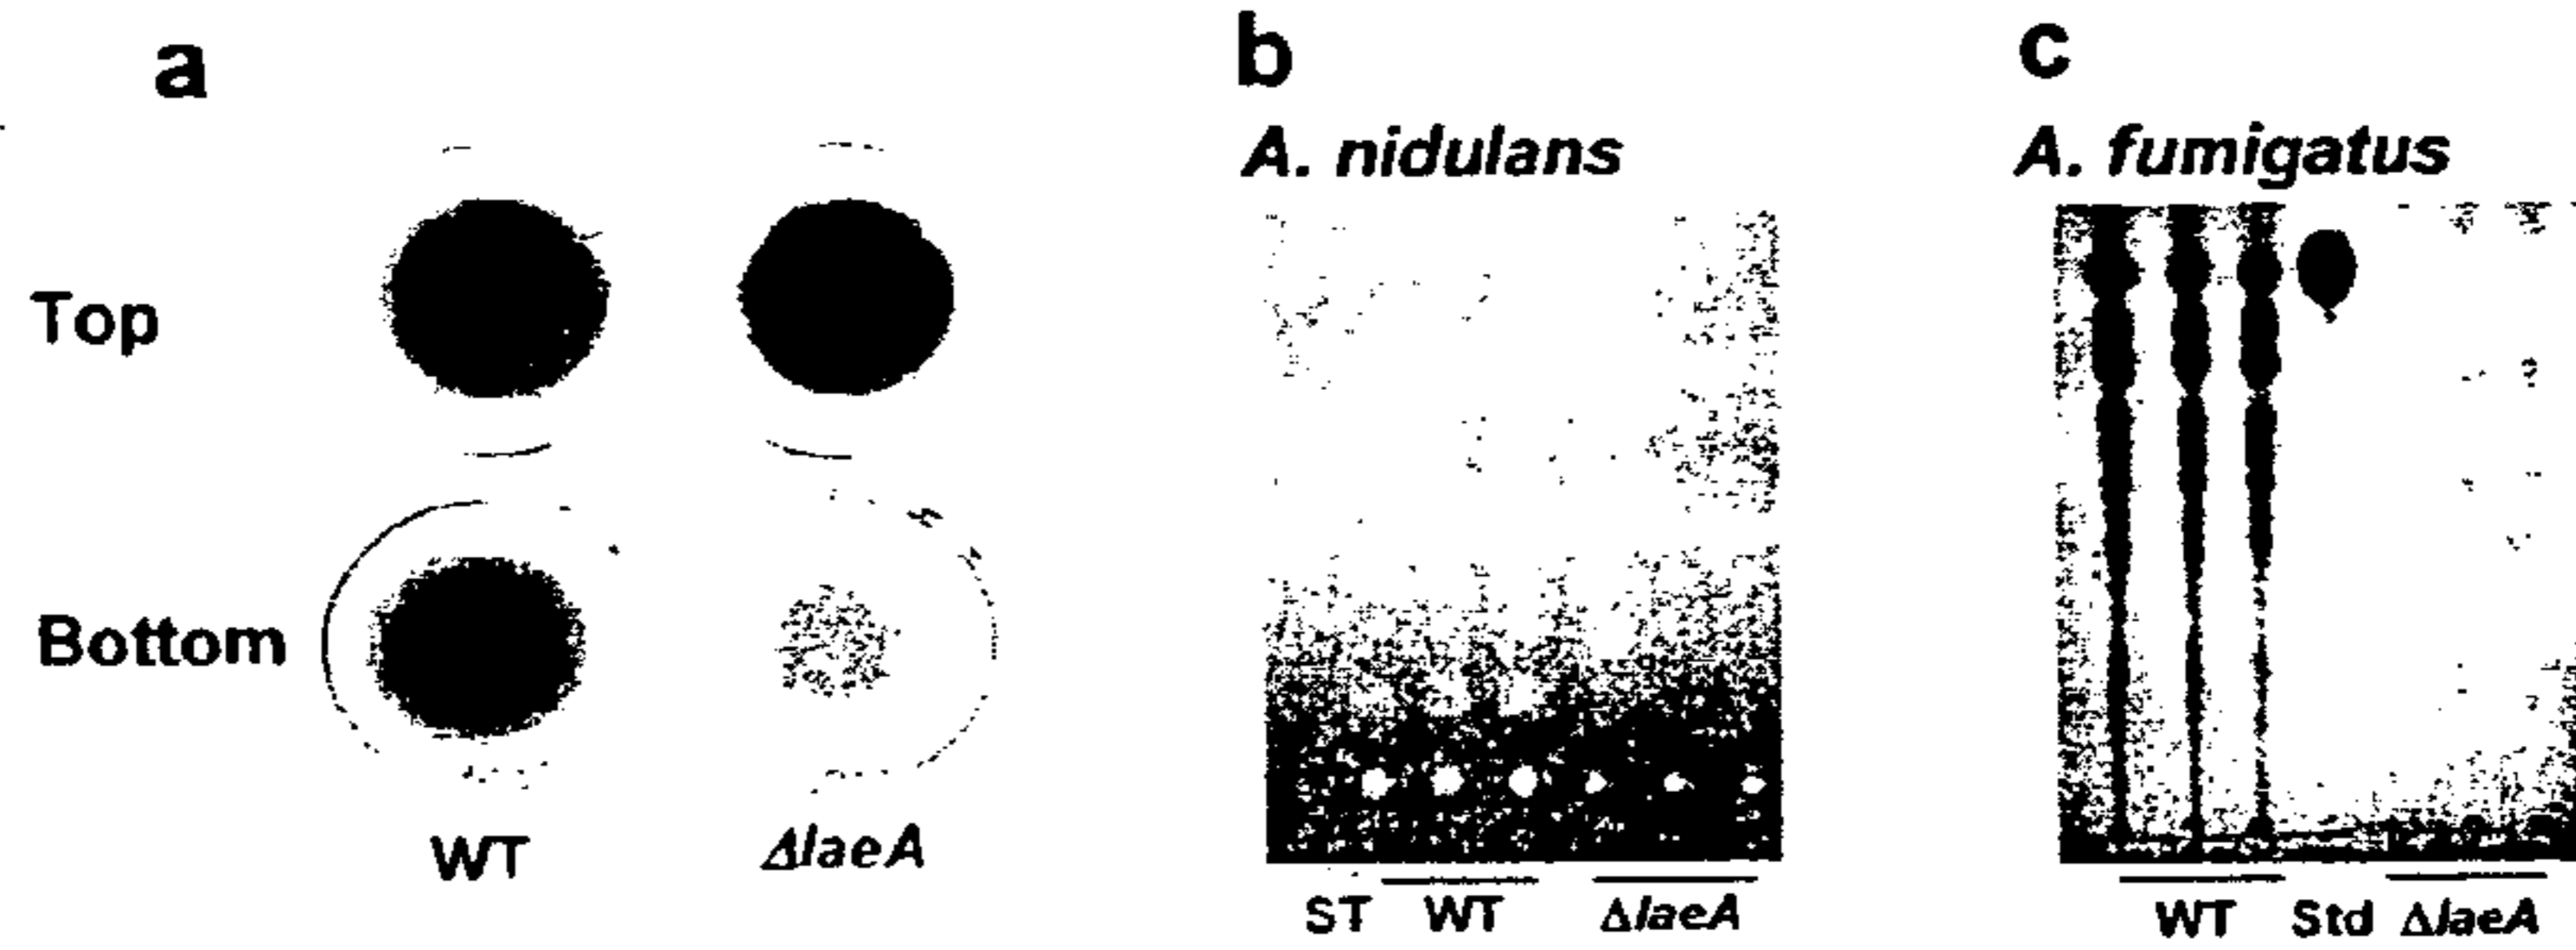 a
b
c
A. nidulans
A. fumigatus
Top
Bottom
WT
ΔlaeA
ST
WT
ΔlaeA
WT
Std
ΔlaeA